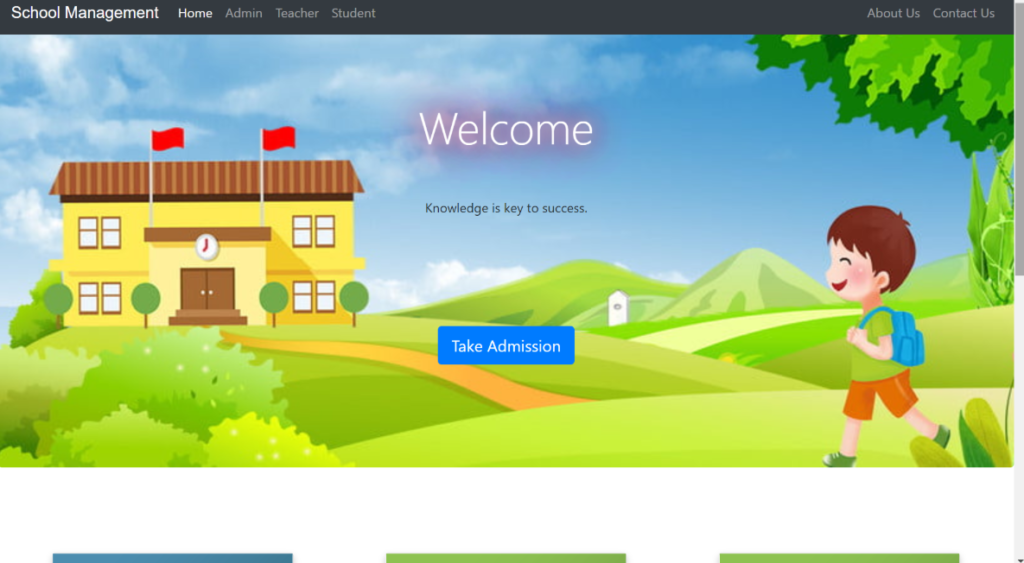 School Management Home Admin Teacher Student About Us Contact Us
Welcome
Knowledge is key to success.
Take Admission